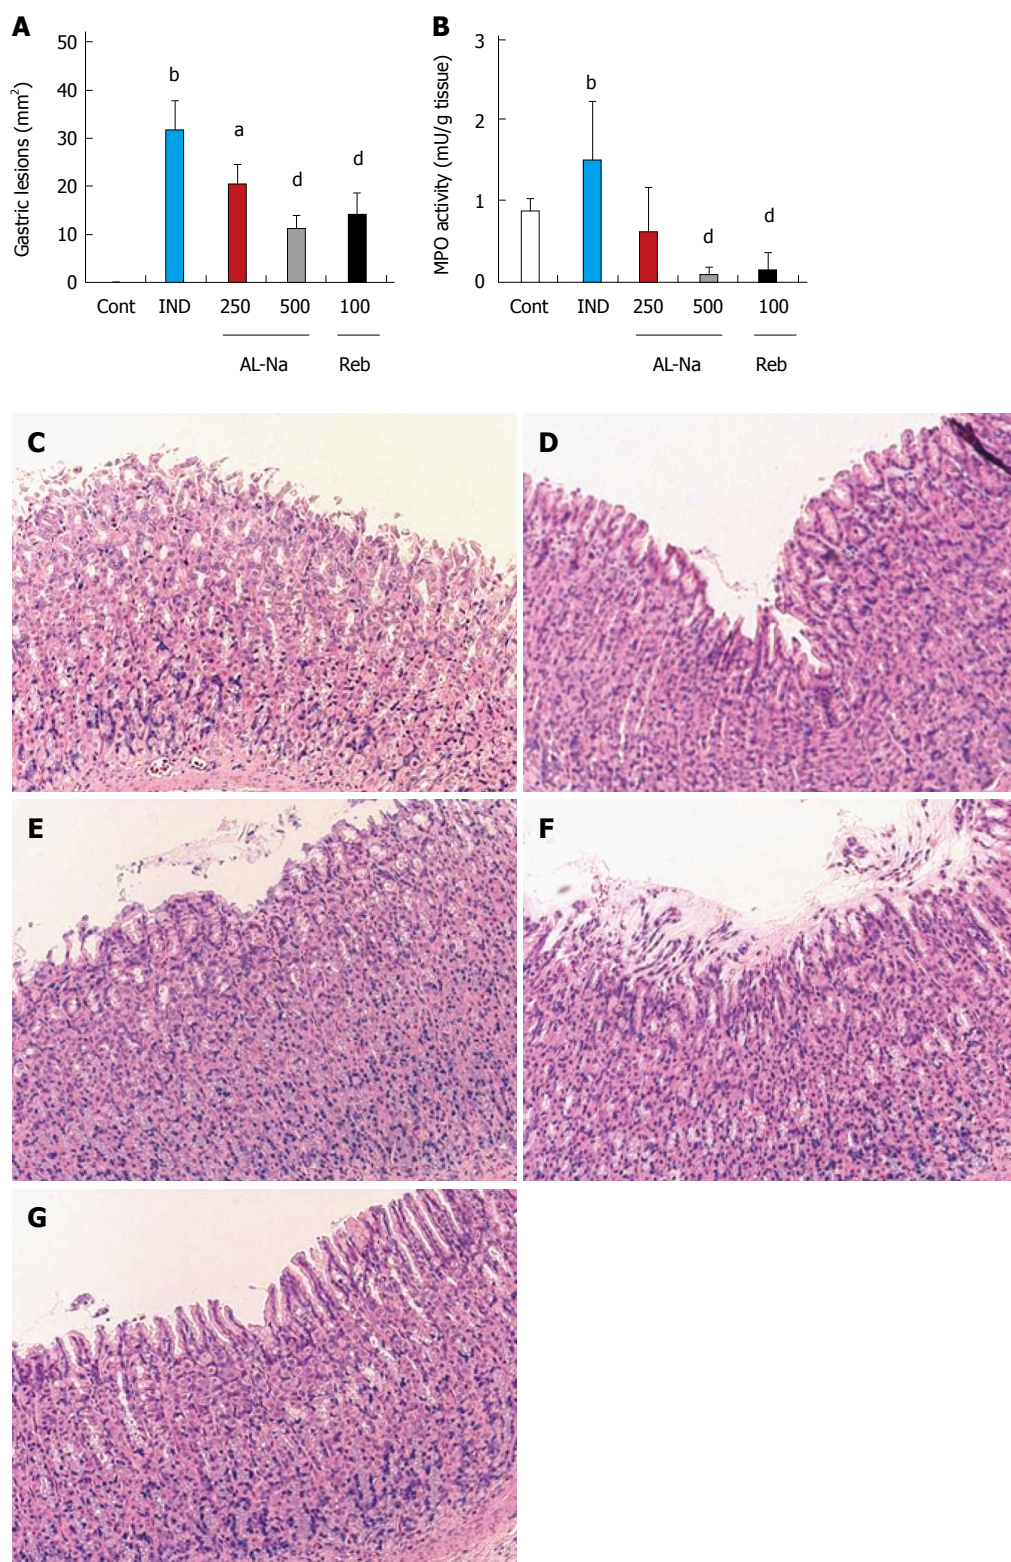 A
Gastric lesions (mm²)
50
40
30
20
10
0
b
a
d
d
Cont IND 250 500 100
AL-Na Reb
B
MPO activity (mU/g tissue)
3
2
1
0
b
d
d
Cont IND 250 500 100
AL-Na Reb
C
D
E
F
G